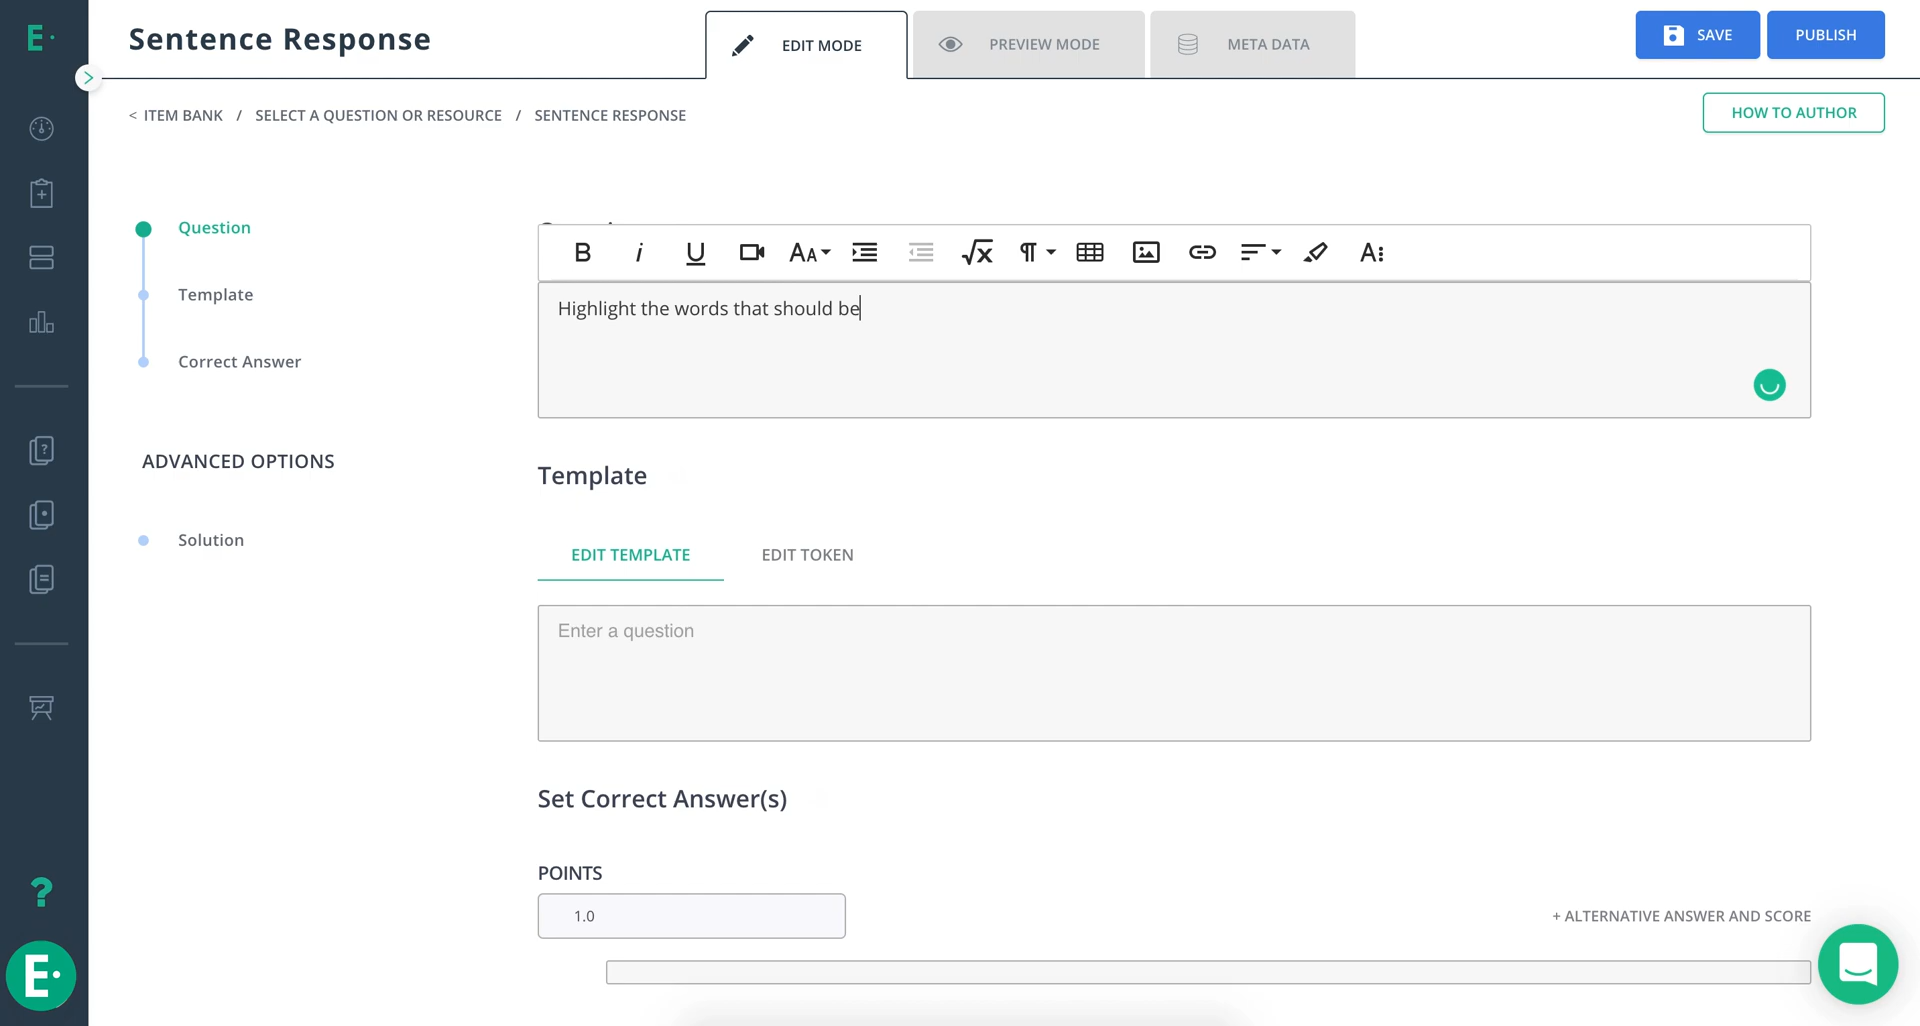 E·
Sentence Response
EDIT MODE
PREVIEW MODE
META DATA
SAVE
PUBLISH
< ITEM BANK / SELECT A QUESTION OR RESOURCE / SENTENCE RESPONSE
HOW TO AUTHOR
Question
Template
Correct Answer
ADVANCED OPTIONS
Solution
Highlight the words that should be
Template
EDIT TEMPLATE
EDIT TOKEN
Enter a question
Set Correct Answer(s)
POINTS
1.0
+ ALTERNATIVE ANSWER AND SCORE
E·